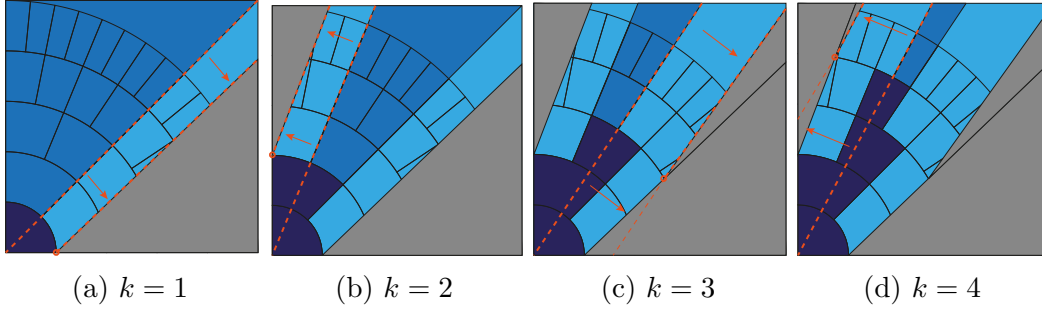 (a) k = 1
(b) k = 2
(c) k = 3
(d) k = 4